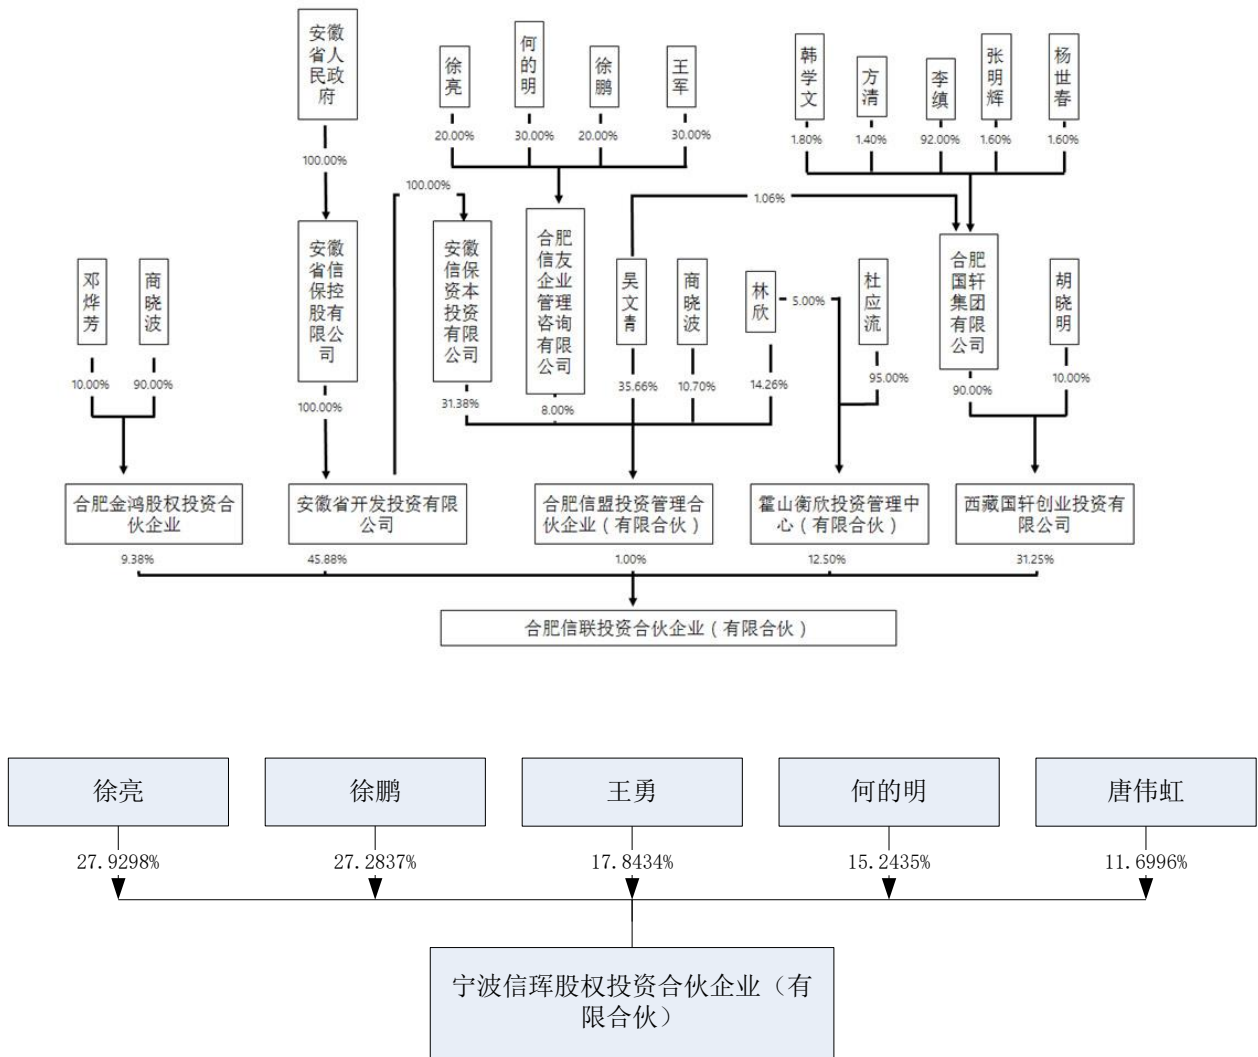 安徽
省人
民政
府
徐亮
何的明
徐鹏
王军
韩学文
方清
李缜
张明辉
杨世春
20.00%
30.00%
20.00%
30.00%
1.80%
1.40%
92.00%
1.60%
1.60%
100.00%
100.00%
1.06%
邓烨芳
商晓波
安徽
省信
保控
股有
限公
司
安徽
信保
资本
投资
有限
公司
合肥
信友
企业
管理
咨询
有限
公司
吴文青
商晓波
林欣
5.00%
杜应流
合肥
国轩
集团
有限
公司
胡晓明
10.00%
90.00%
100.00%
31.38%
8.00%
35.66%
10.70%
14.26%
95.00%
90.00%
10.00%
合肥金鸿股权投资合
伙企业
安徽省开发投资有限
公司
合肥信盟投资管理合
伙企业（有限合伙）
霍山衡欣投资管理中
心（有限合伙）
西藏国轩创业投资有
限公司
9.38%
45.88%
1.00%
12.50%
31.25%
合肥信联投资合伙企业（有限合伙）
徐亮
徐鹏
王勇
何的明
唐伟虹
27.9298%
27.2837%
17.8434%
15.2435%
11.6996%
宁波信珲股权投资合伙企业（有
限合伙）